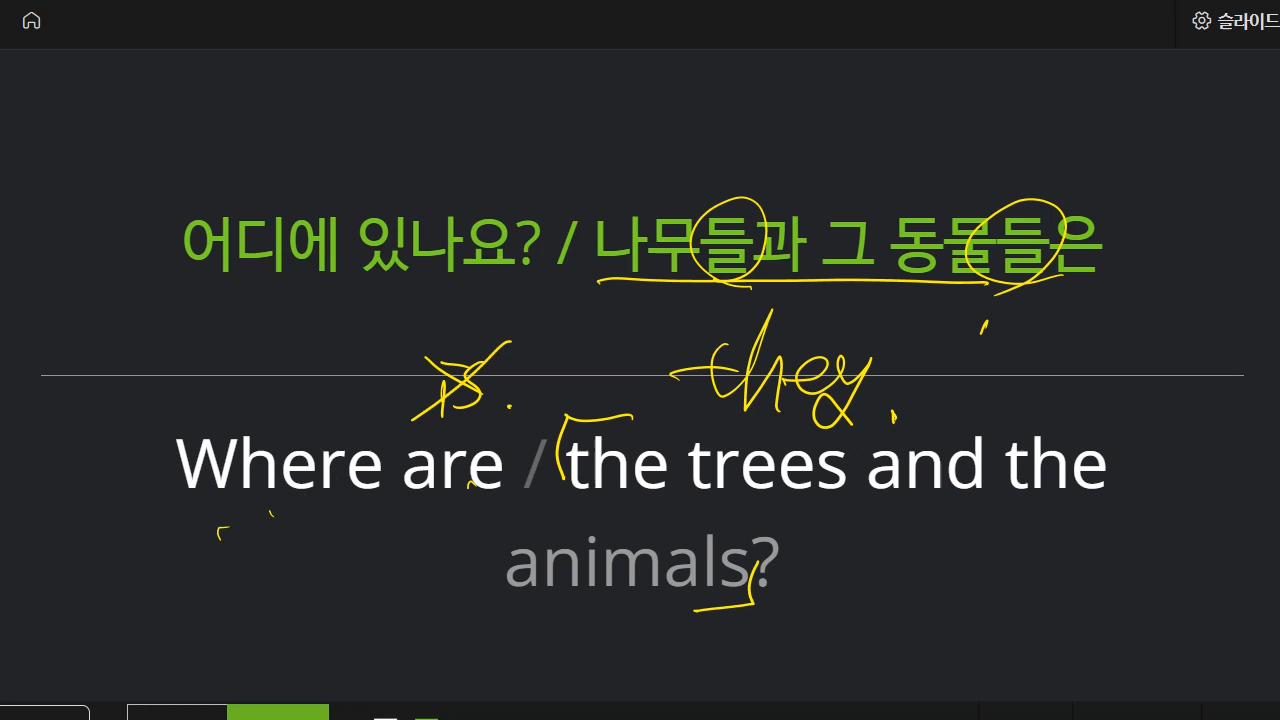 슬라이드
어디에 있나요? / 나무들과 그 동물들은
is. they.
Where are / the trees and the
animals?